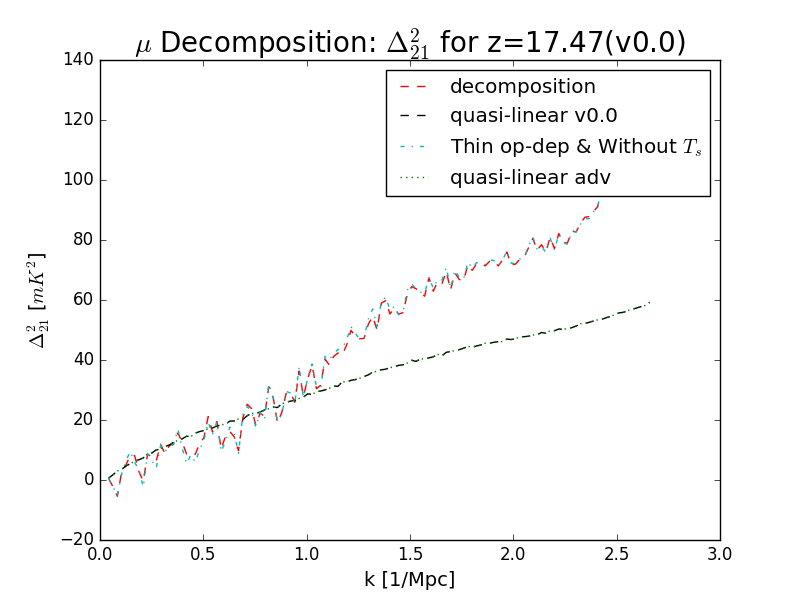 μ Decomposition: Δ²₂₁ for z=17.47(v0.0)
decomposition
quasi-linear v0.0
Thin op-dep & Without Tₛ
quasi-linear adv
Δ²₂₁ [mK²]
140
120
100
80
60
40
20
0
−20
0.0 0.5 1.0 1.5 2.0 2.5 3.0
k [1/Mpc]